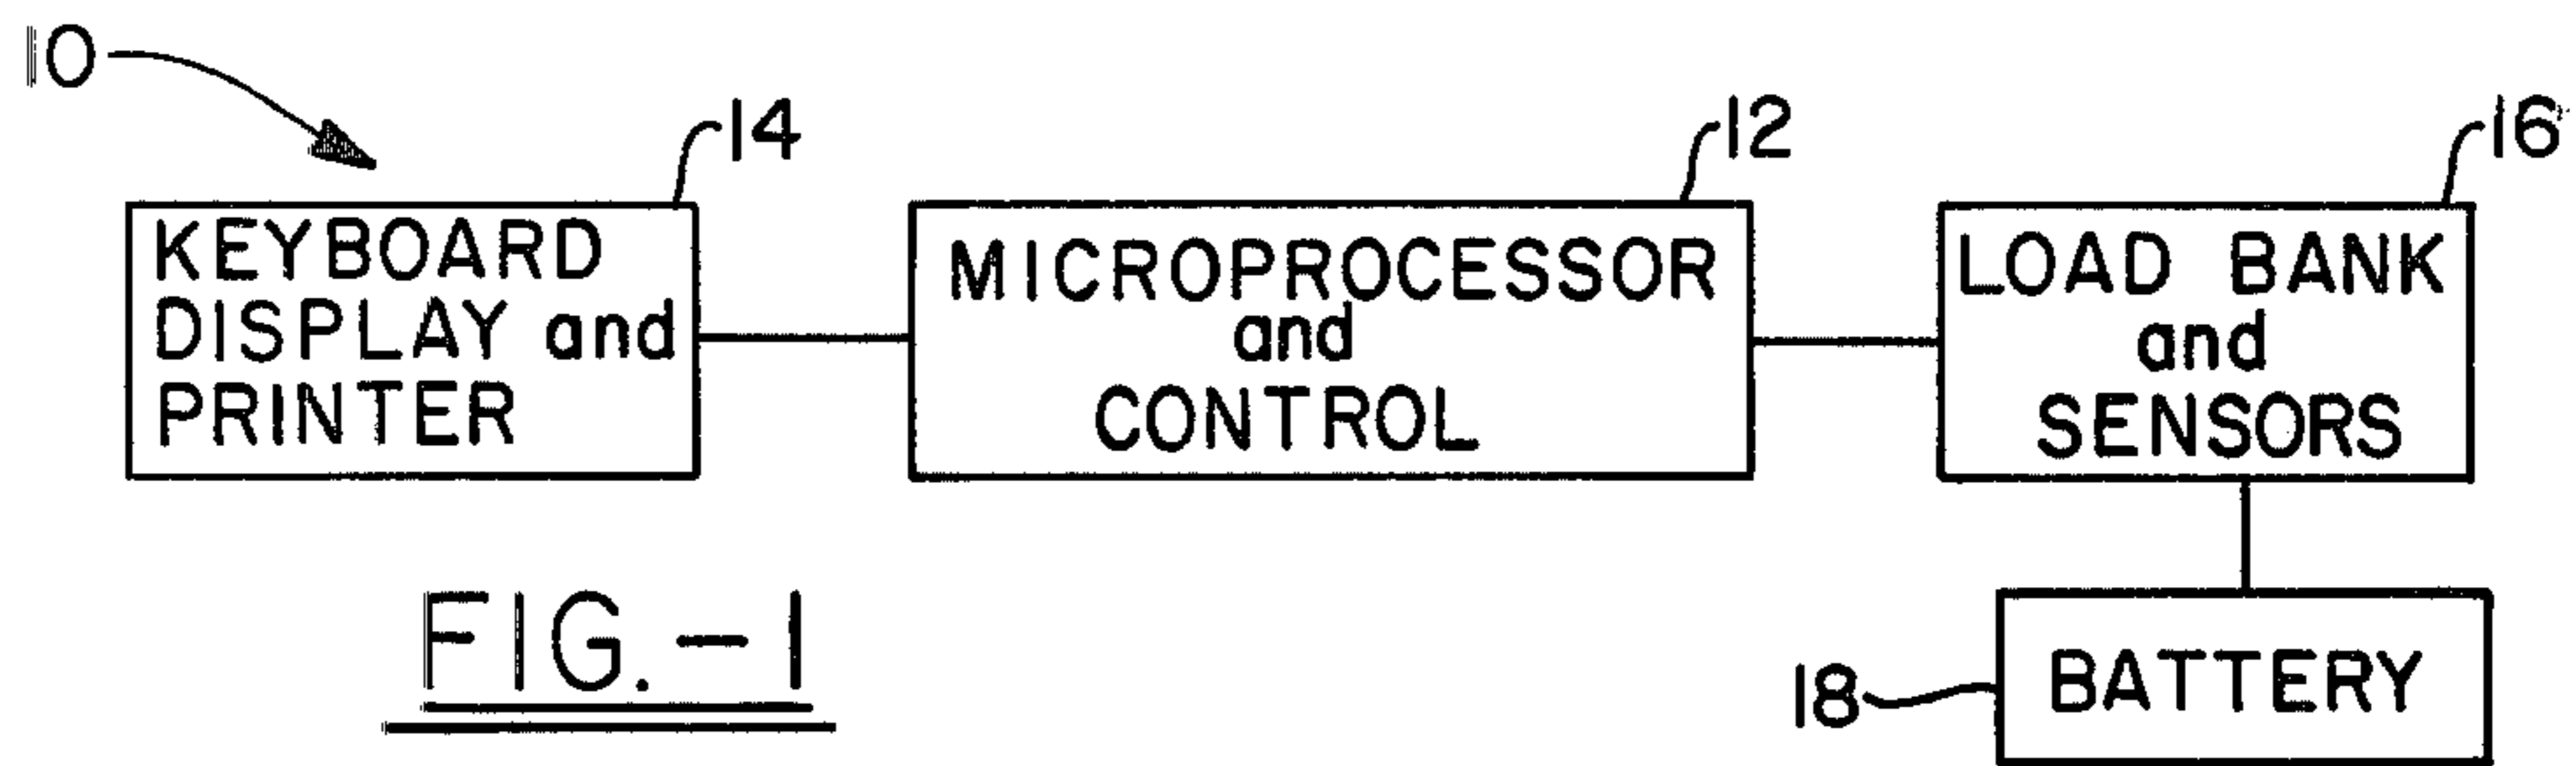 10
14
12
16
KEYBOARD
DISPLAY and
PRINTER
MICROPROCESSOR
and
CONTROL
LOAD BANK
and
SENSORS
18
BATTERY
FIG.-1